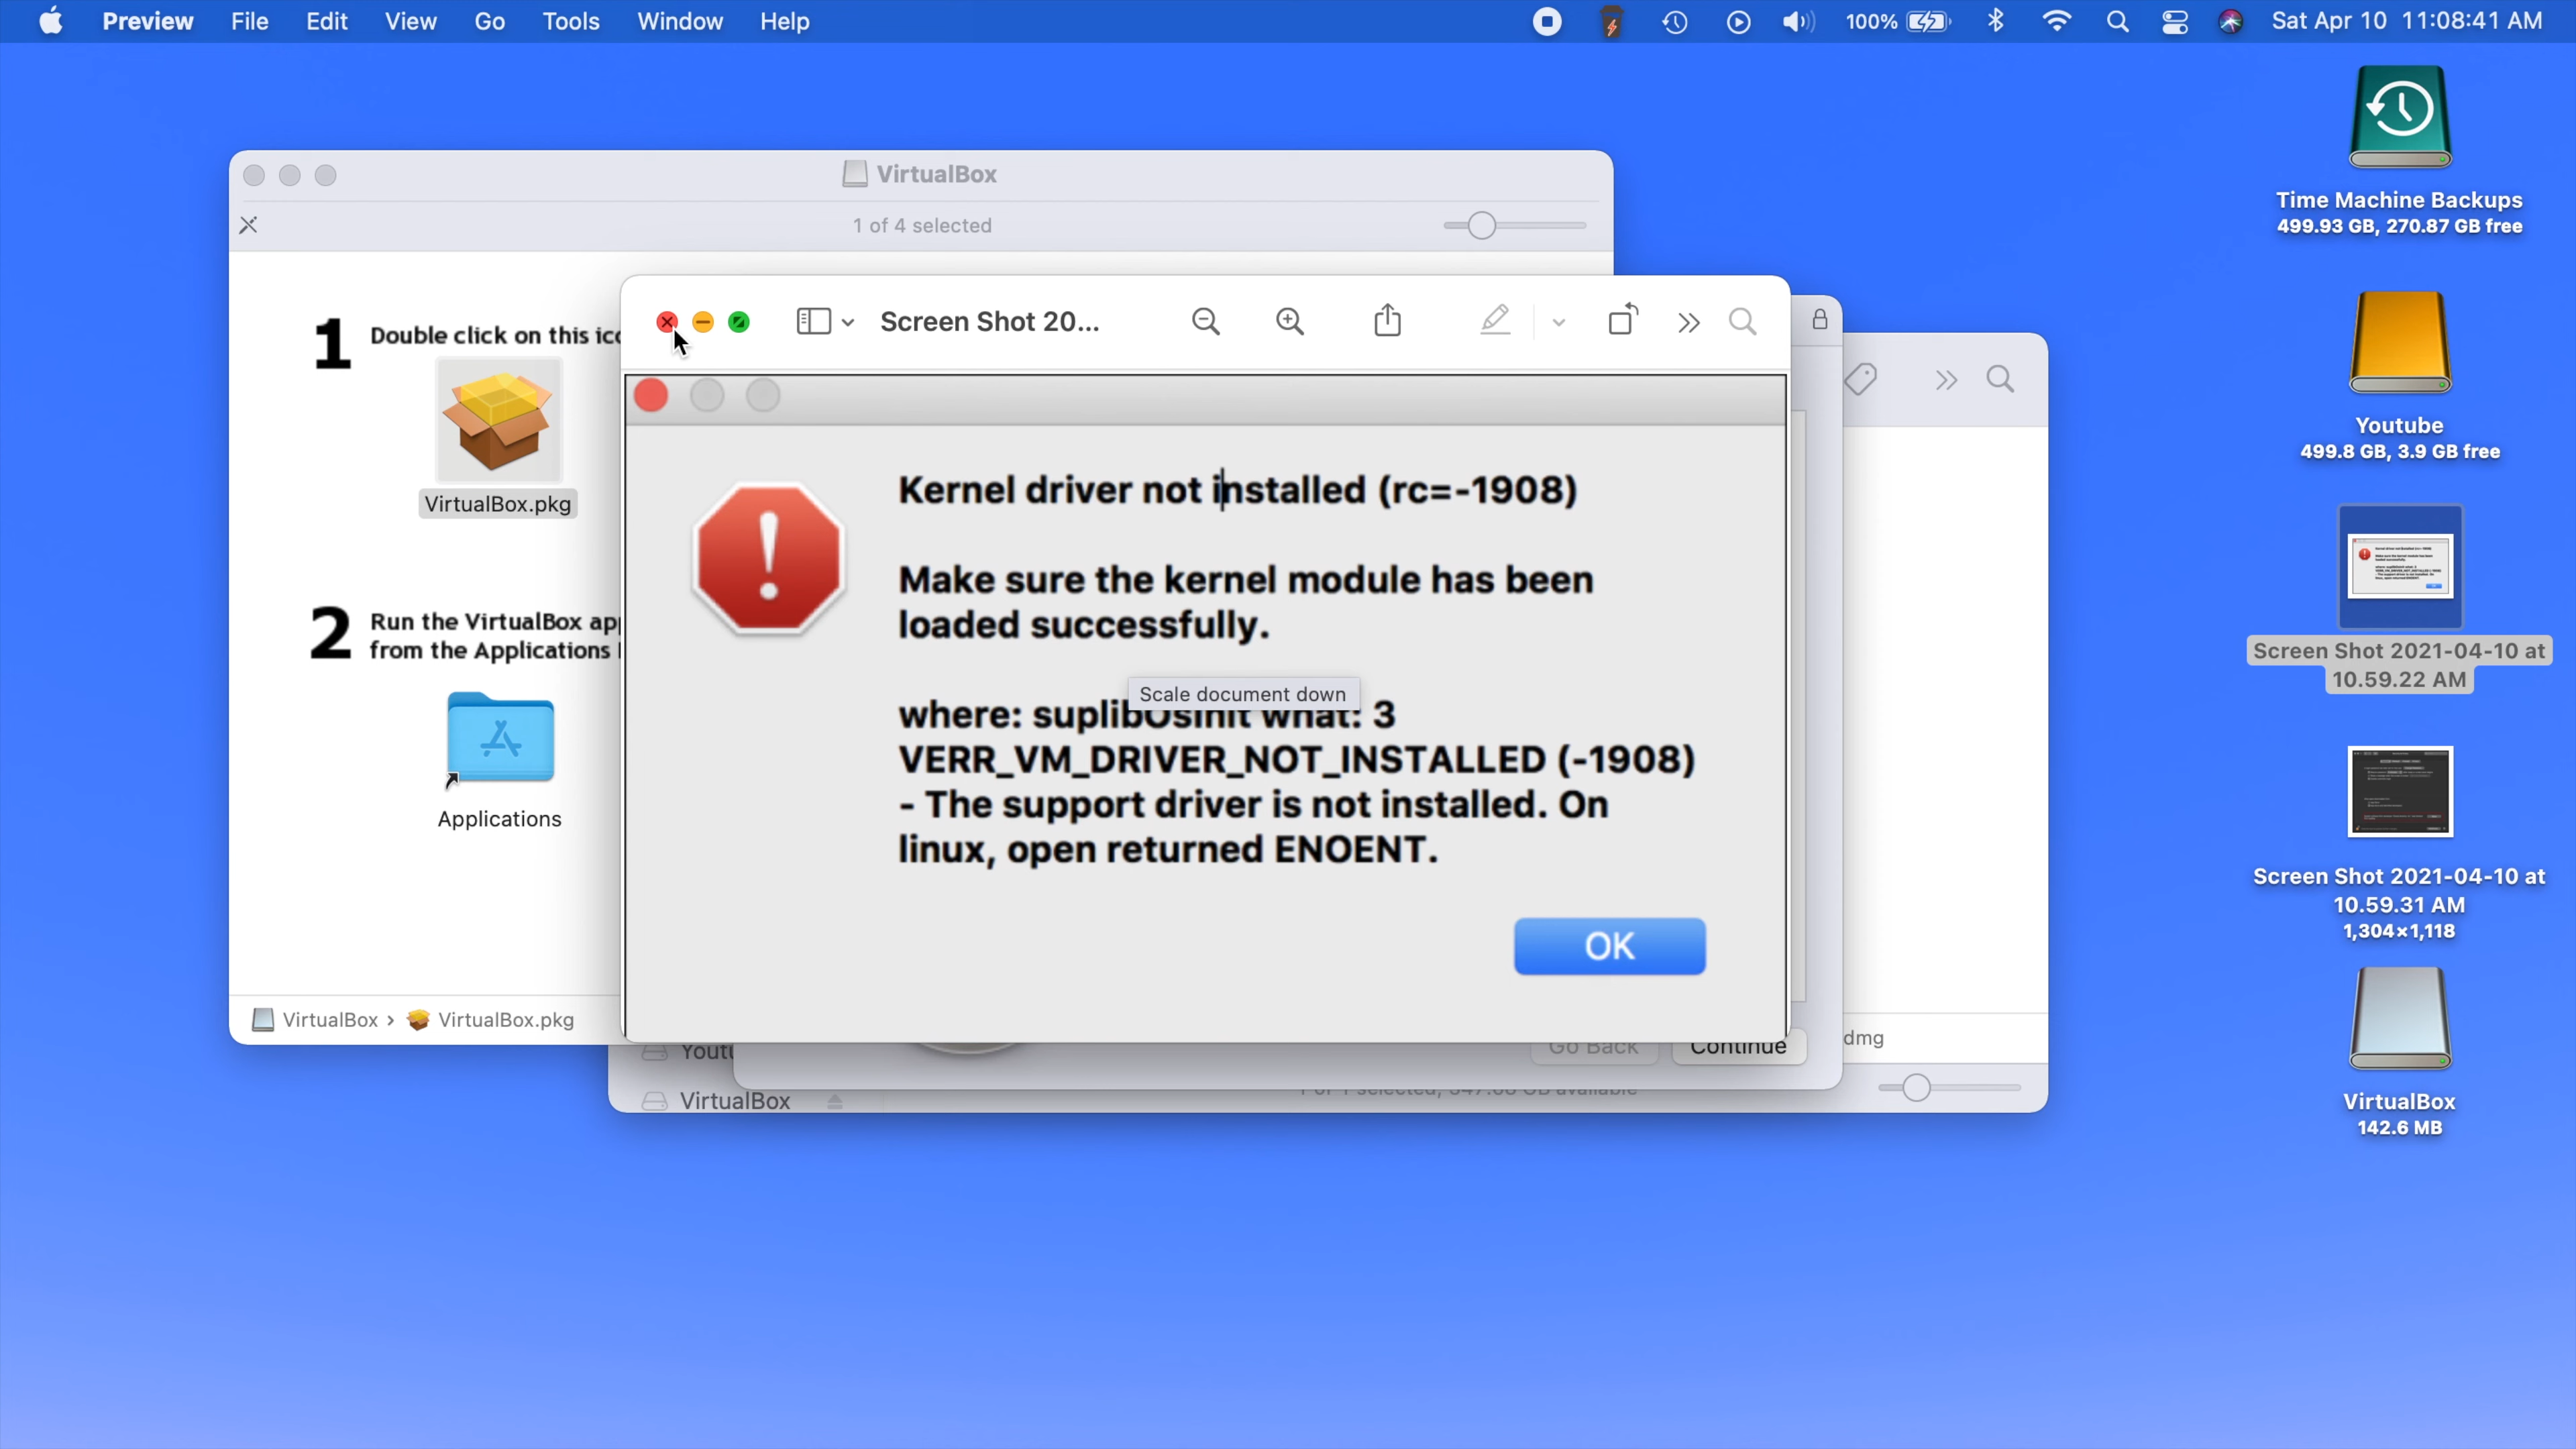 Preview File Edit View Go Tools Window Help 100% Sat Apr 10 11:08:41 AM
VirtualBox
1 of 4 selected
1 Double click on this
VirtualBox.pkg
2 Run the VirtualBox
from the Applications
Applications
VirtualBox › VirtualBox.pkg
Screen Shot 20...
Kernel driver not installed (rc=-1908)
Make sure the kernel module has been
loaded successfully.
Scale document down
where: suplibOsInit what: 3
VERR_VM_DRIVER_NOT_INSTALLED (-1908)
- The support driver is not installed. On
linux, open returned ENOENT.
OK
Go Back Continue
dmg
VirtualBox
Time Machine Backups
499.93 GB, 270.87 GB free
Youtube
499.8 GB, 3.9 GB free
Screen Shot 2021-04-10 at
10.59.22 AM
Screen Shot 2021-04-10 at
10.59.31 AM
1,304×1,118
VirtualBox
142.6 MB